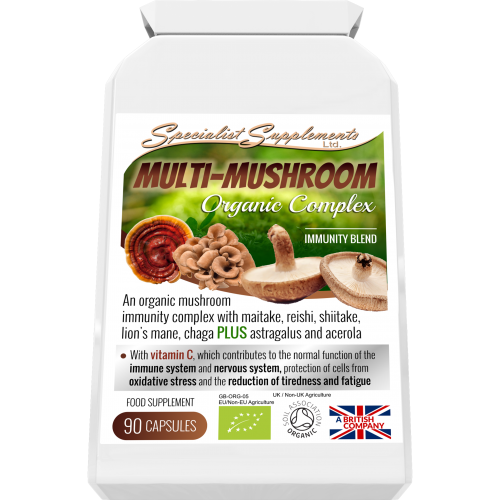 Specialist Supplements
Ltd.
MULTI-MUSHROOM
Organic Complex
IMMUNITY BLEND
An organic mushroom
immunity complex with maitake, reishi, shiitake,
lion's mane, chaga PLUS astragalus and acerola
• With vitamin C, which contributes to the normal function of the
immune system and nervous system, protection of cells from
oxidative stress and the reduction of tiredness and fatigue
FOOD SUPPLEMENT
90 CAPSULES
GB-ORG-05
EU/Non-EU Agriculture
UK / Non-UK Agriculture
SOIL ASSOCIATION
ORGANIC
A BRITISH
COMPANY